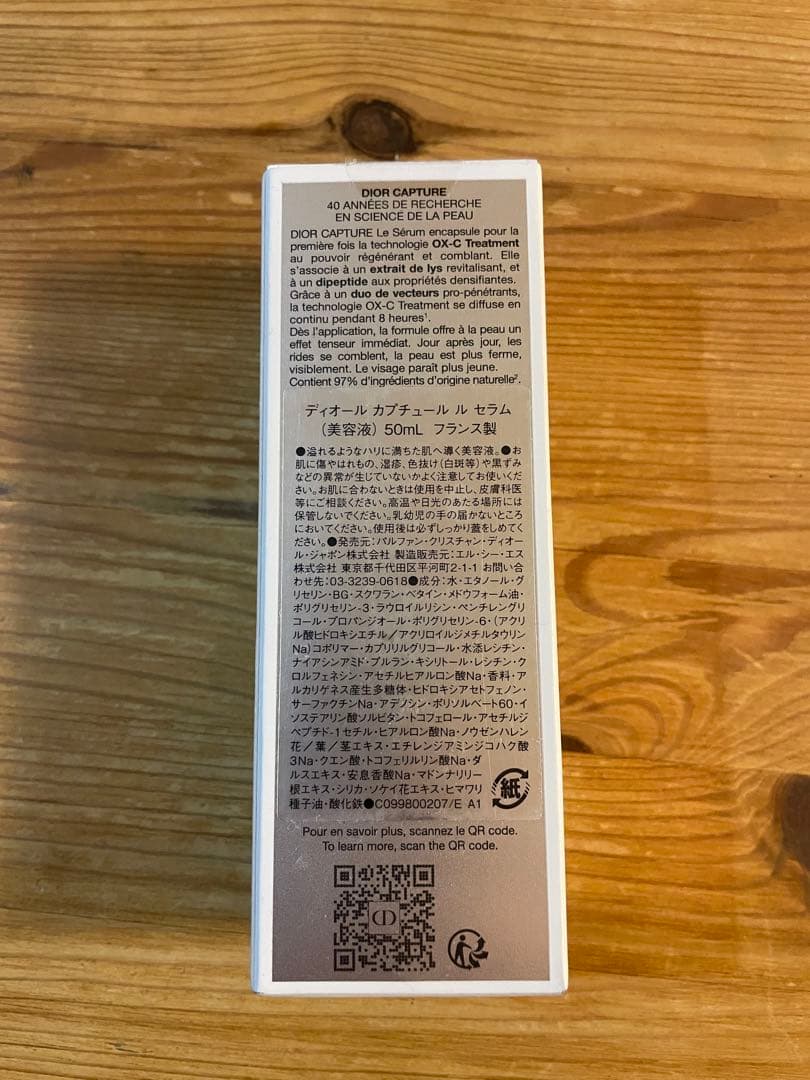 DIOR CAPTURE
40 ANNÉES DE RECHERCHE
EN SCIENCE DE LA PEAU
DIOR CAPTURE Le Sérum encapsule pour la
première fois la technologie OX-C Treatment
au pouvoir régénérant et comblant. Elle
s'associe à un extrait de lys revitalisant, et
à un dipeptide aux propriétés densifiantes.
Grâce à un duo de vecteurs pro-pénétrants,
la technologie OX-C Treatment se diffuse en
continu pendant 8 heures¹.
Dès l'application, la formule offre à la peau un
effet tenseur immédiat. Jour après jour, les
rides se comblent, la peau est plus ferme,
visiblement. Le visage paraît plus jeune.
Contient 97% d'ingrédients d'origine naturelle².
ディオール カプチュール ル セラム
(美容液) 50mL フランス製
●溢れるようなハリに満ちた肌へ導く美容液。●お
肌に傷やはれもの、湿疹、色抜け(白斑等)や黒ずみ
などの異常が生じていないかよく注意してお使いくだ
さい。お肌に合わないときは使用を中止し、皮膚科医
等にご相談ください。高温や日光のあたる場所には
保管しないでください。乳幼児の手の届かないところ
においてください。使用後は必ずしっかり蓋をしめてく
ださい。●発売元:パルファン・クリスチャン・ディオー
ル・ジャポン株式会社 製造販売元:エル・シー・エス
株式会社 東京都千代田区平河町2-1-1 お問い合
わせ先:03-3239-0618●成分:水・エタノール・グ
リセリン・BG・スクワラン・ベタイン・メドウフォーム油・
ポリグリセリン-3・ラウロイルリシン・ペンチレングリ
コール・プロパンジオール・ポリグリセリン-6・(アクリ
ル酸ヒドロキシエチル/アクリロイルジメチルタウリン
Na)コポリマー・カプリリルグリコール・水添レシチン・
ナイアシンアミド・プルラン・キシリトール・レシチン・ク
ロルフェネシン・アセチルヒアルロン酸Na・香料・ア
ルカリゲネス産生多糖体・ヒドロキシアセトフェノン・
サーファクチンNa・アデノシン・ポリソルベート60・イ
ソステアリン酸ソルビタン・トコフェロール・アセチルジ
ペプチド-1セチル・ヒアルロン酸Na・ノウゼンハレン
花/葉/茎エキス・エチレンジアミンジコハク酸
3Na・クエン酸・トコフェリルリン酸Na・ダ
ルスエキス・安息香酸Na・マドンナリリー
根エキス・シリカ・ソケイ花エキス・ヒマワリ
種子油・酸化鉄●C099800207/E A1
紙
Pour en savoir plus, scannez le QR code.
To learn more, scan the QR code.
CD